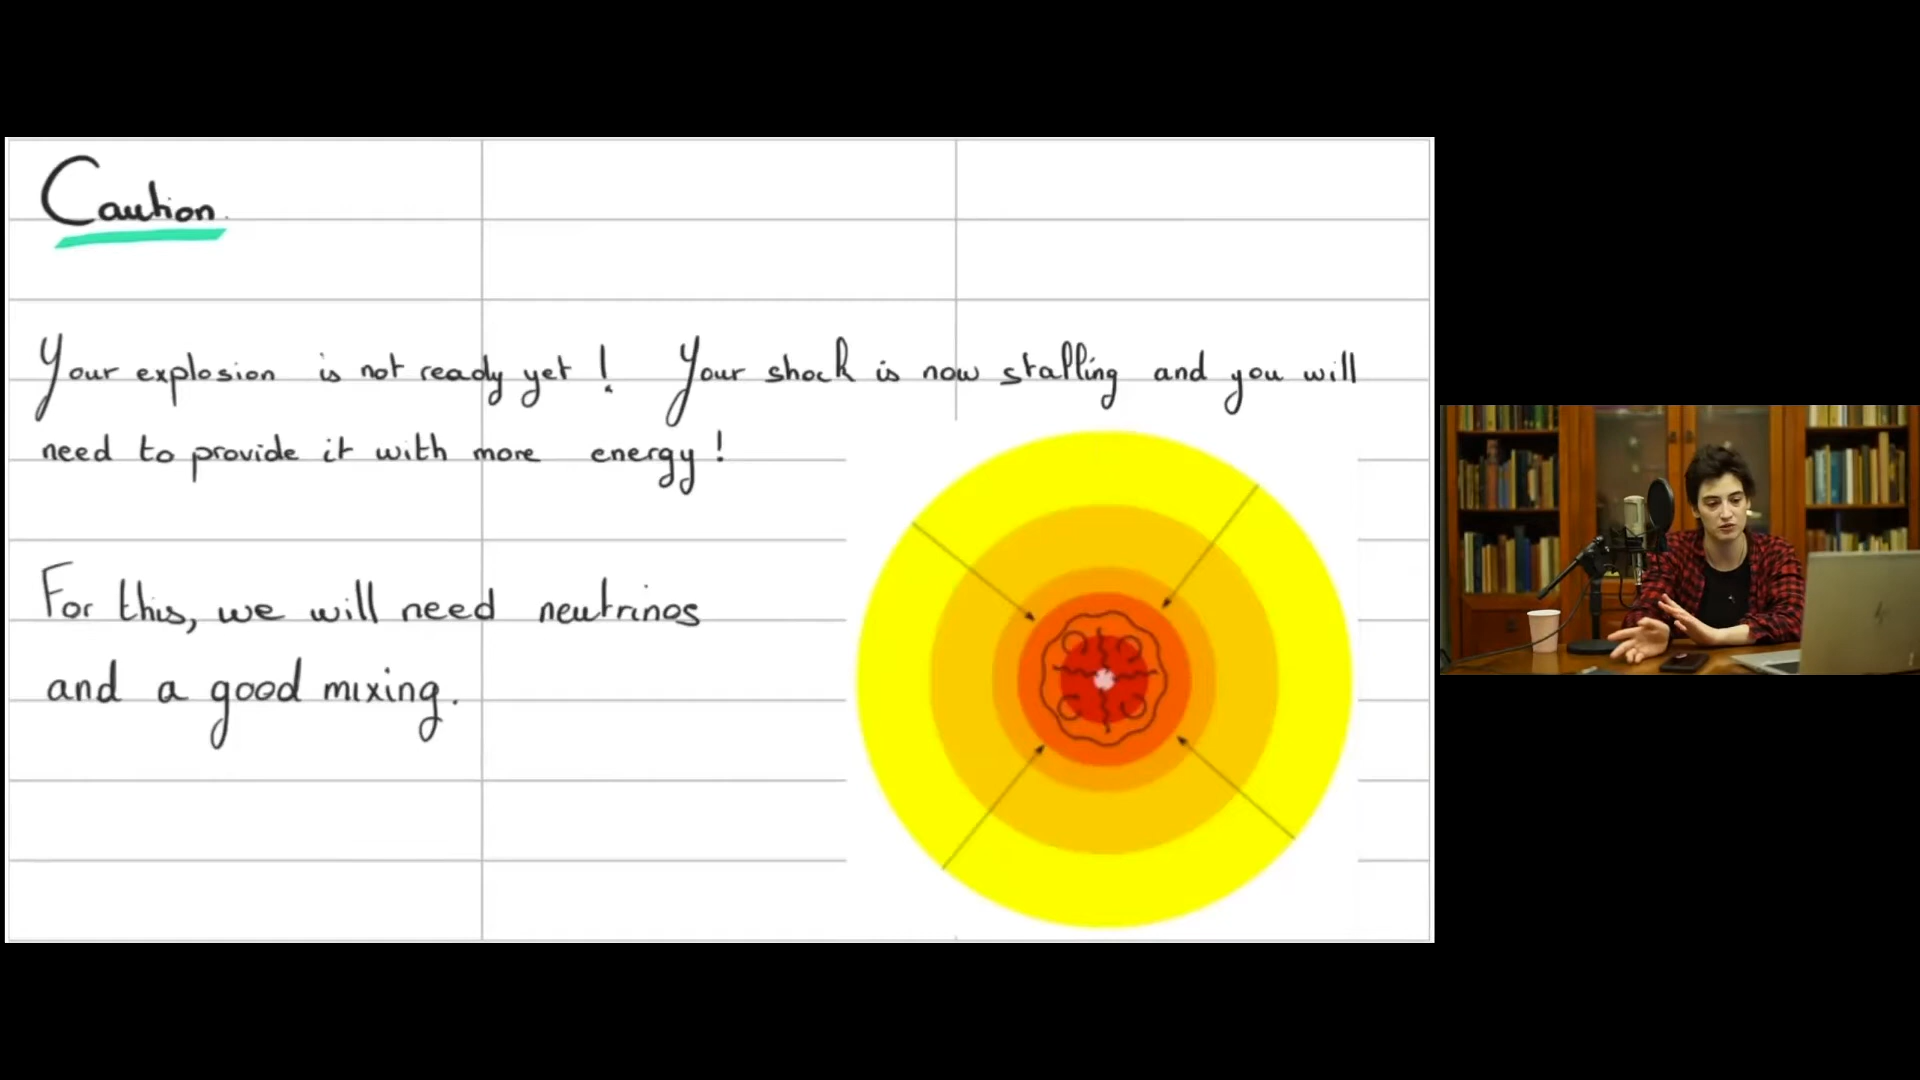 Caution
Your explosion is not ready yet ! Your shock is now stalling and you will
need to provide it with more energy !
For this, we will need neutrinos
and a good mixing.